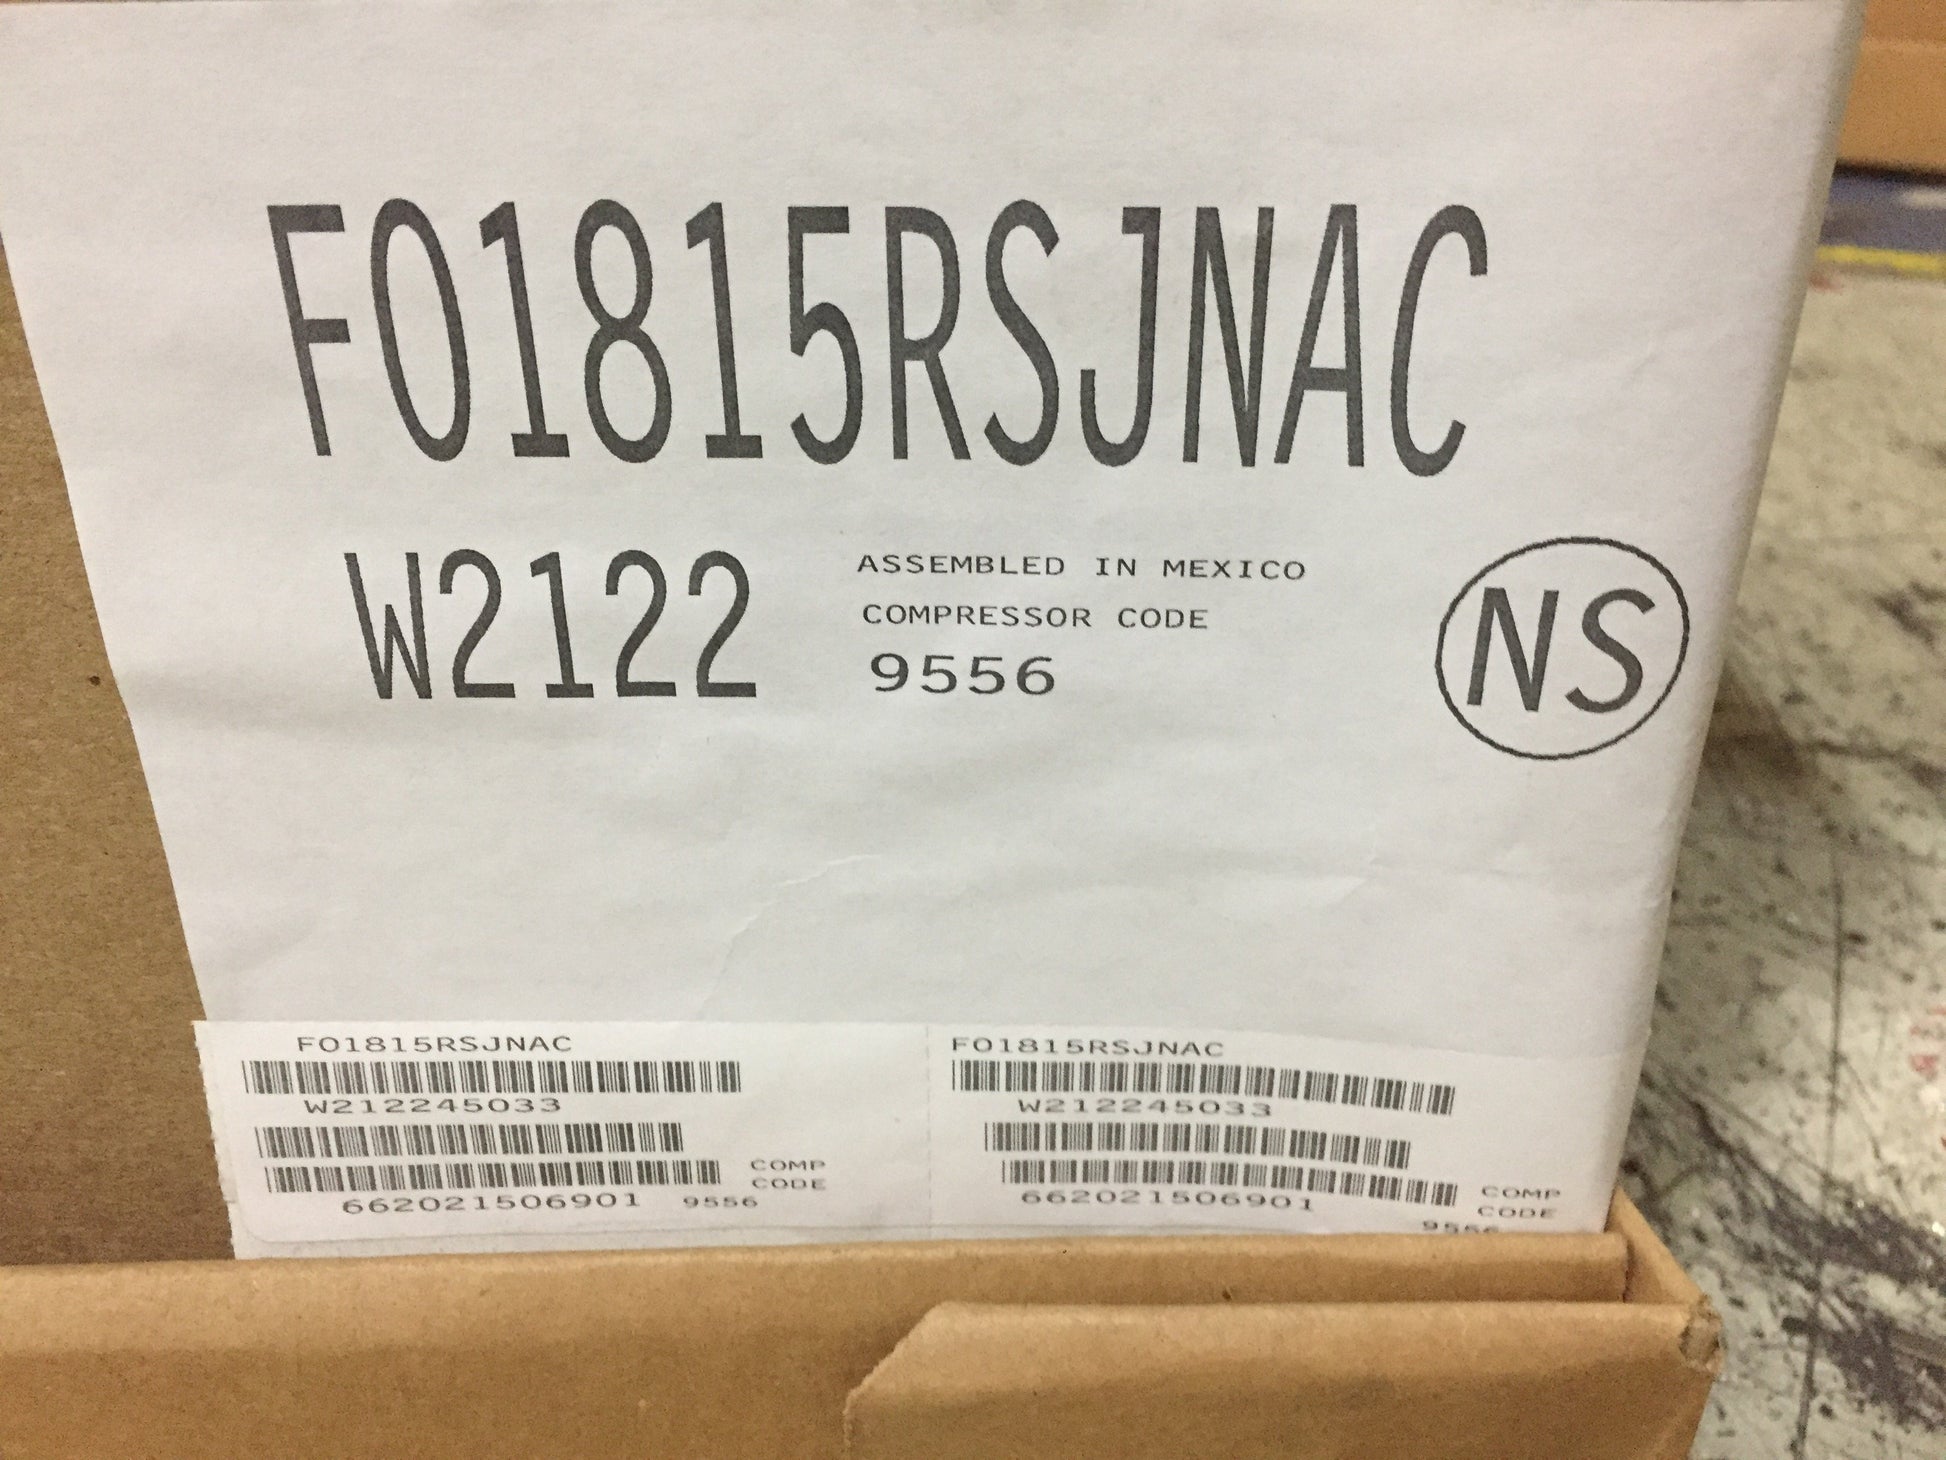 FO1815RSJNAC
W2122
ASSEMBLED IN MEXICO
COMPRESSOR CODE
9556
NS
FO1815RSJNAC
W212245033
662021506901
COMP
CODE
9556
FO1815RSJNAC
W212245033
662021506901
COMP
CODE
9556